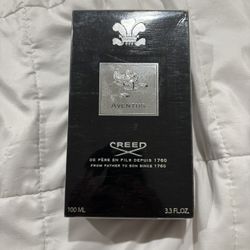 AVENTUS
CREED
DE PÈRE EN FILS DEPUIS 1760
FROM FATHER TO SON SINCE 1760
100 ML 3.3 FL.OZ.